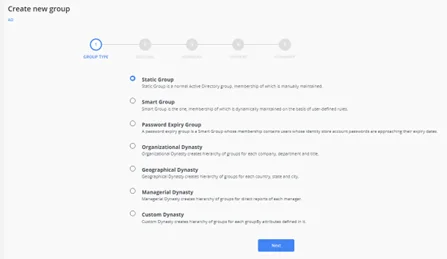 Create new group
1
2
3
4
5
GROUP TYPE
Static Group
Static Group is a normal Active Directory group, membership of which is manually maintained.
Smart Group
Smart Group is the one, membership of which is dynamically maintained on the basis of user-defined rules.
Password Expiry Group
A password expiry group is a Smart Group whose membership contains users whose identity store account passwords are approaching their expiry dates
Organizational Dynasty
Organizational Dynasty creates hierarchy of groups for each company, department and title.
Geographical Dynasty
Geographical Dynasty creates hierarchy of groups for each country, state and city.
Managerial Dynasty
Managerial Dynasty creates hierarchy of groups for direct reports of each manager.
Custom Dynasty
Custom Dynasty creates hierarchy of groups for each groupBy attributes defined in it.
Next